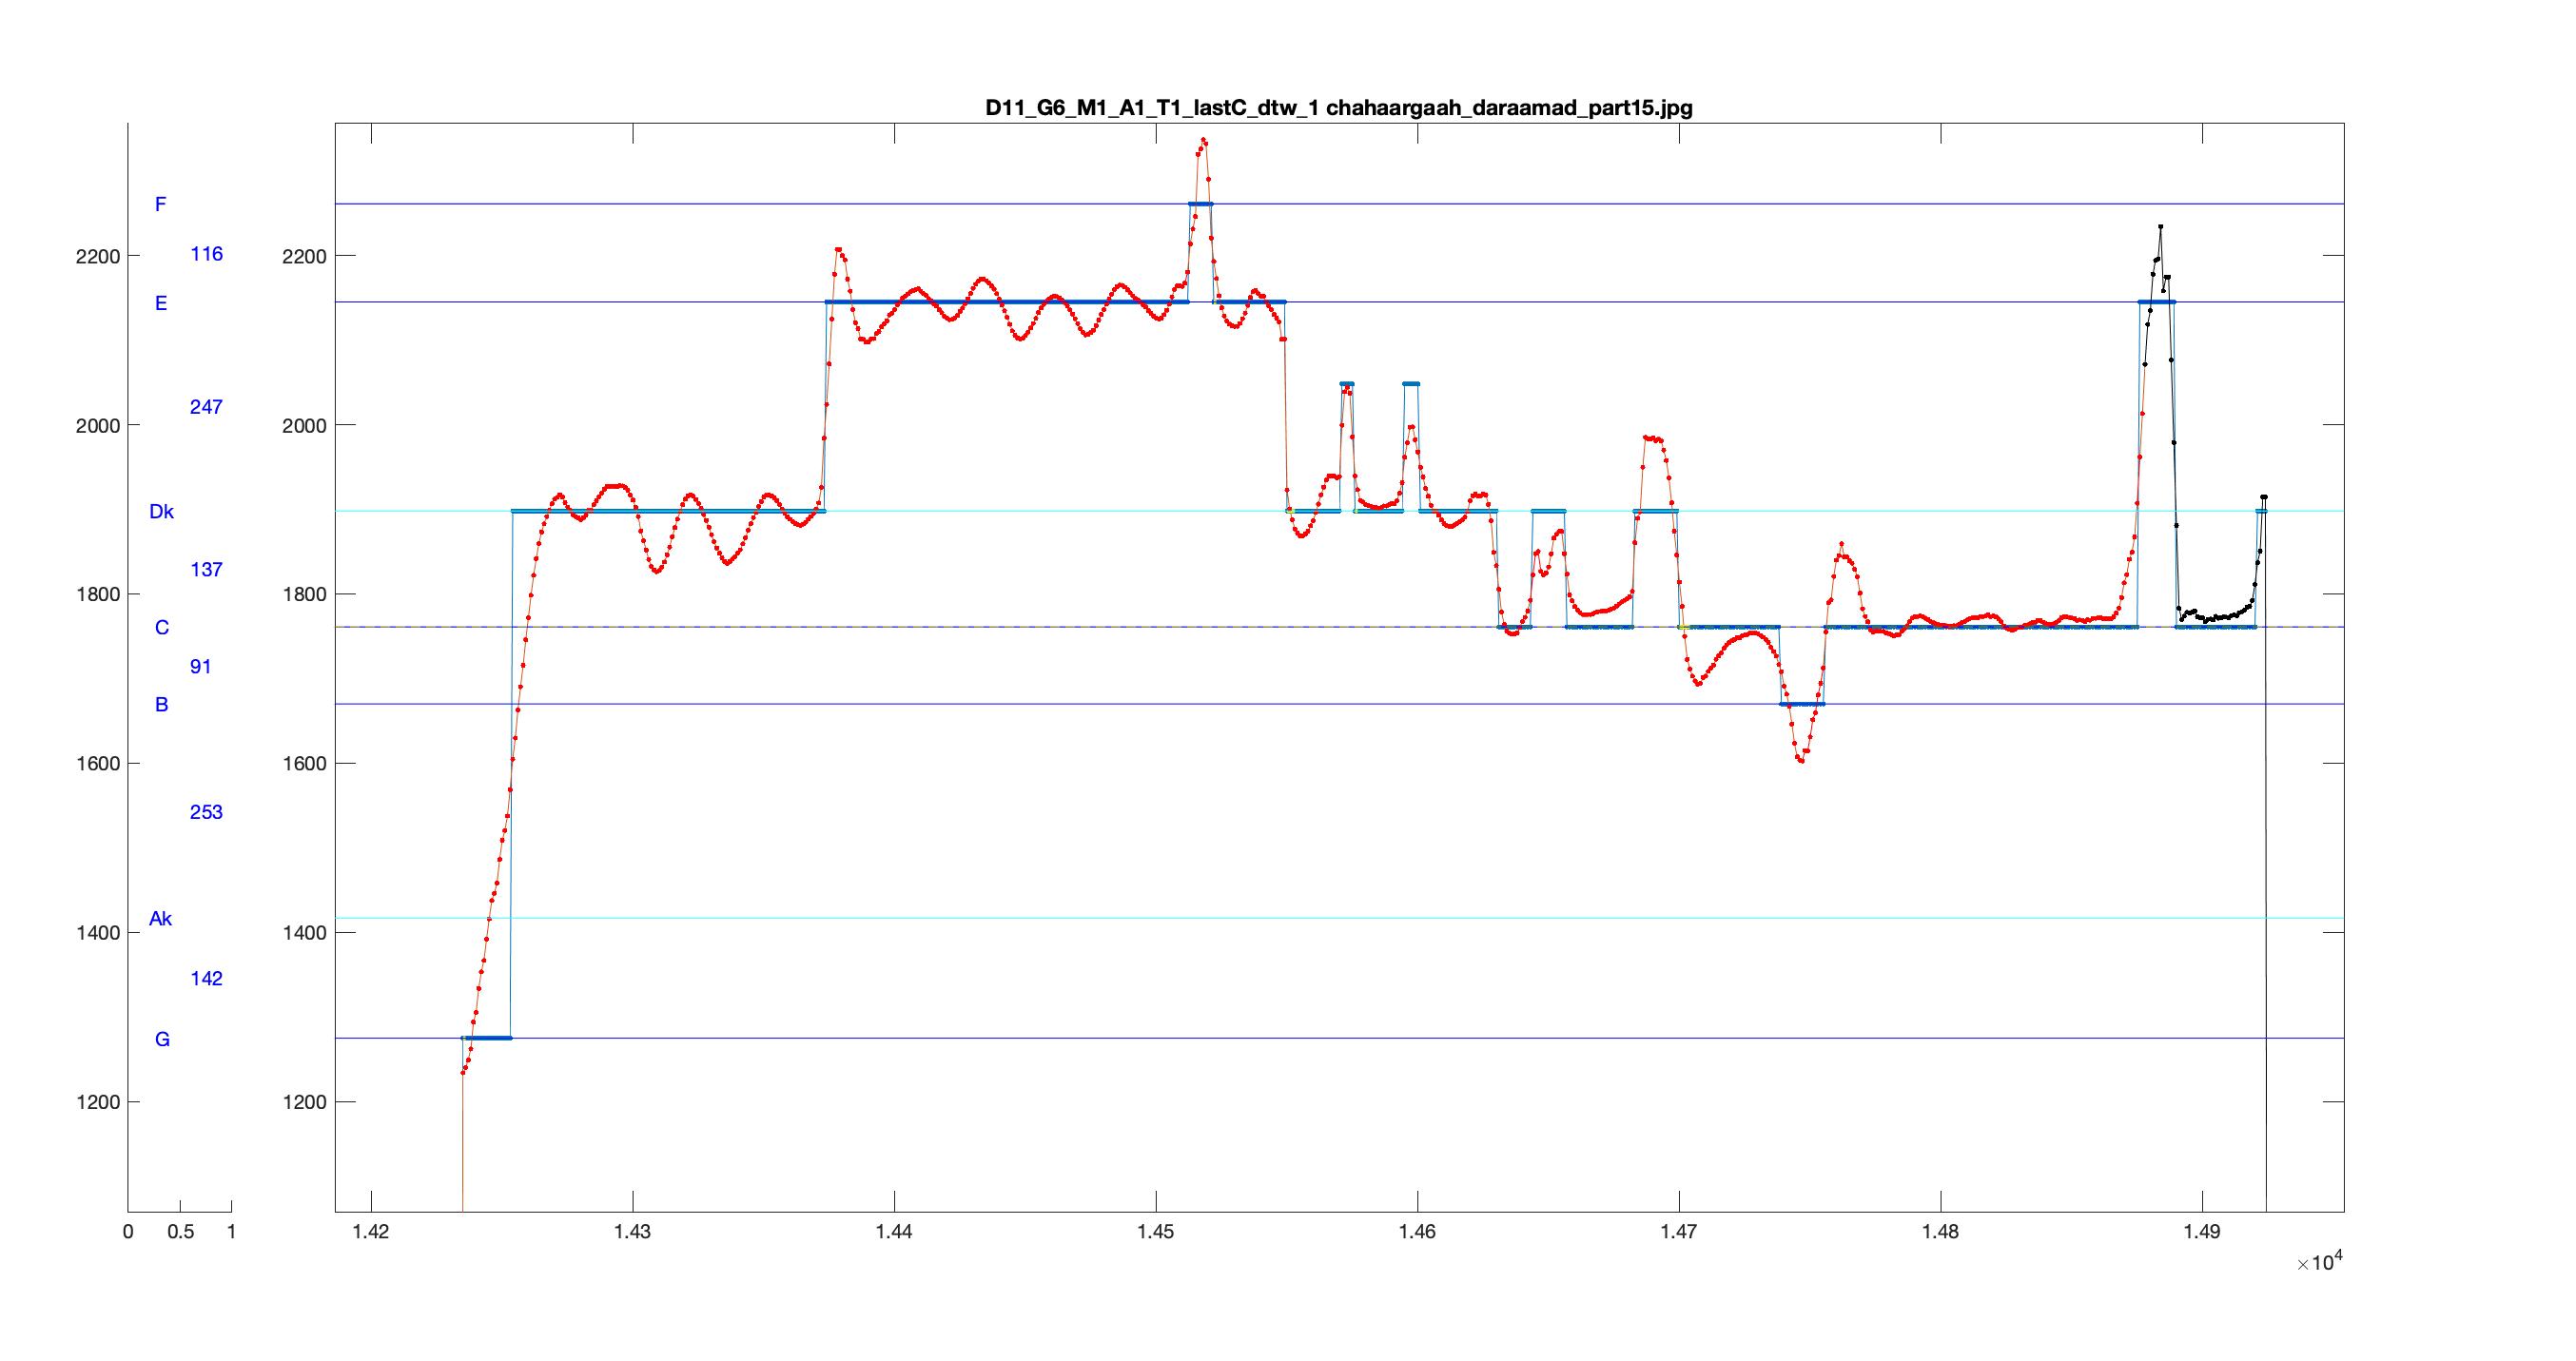 D11_G6_M1_A1_T1_lastC_dtw_1 chahaargaah_daraamad_part15.jpg
F
2200 116 2200
E
247
2000 2000
Dk
137
1800 1800
C
91
B
1600 1600
253
Ak
1400 1400
142
G
1200 1200
0 0.5 1 1.42 1.43 1.44 1.45 1.46 1.47 1.48 1.49
×10⁴